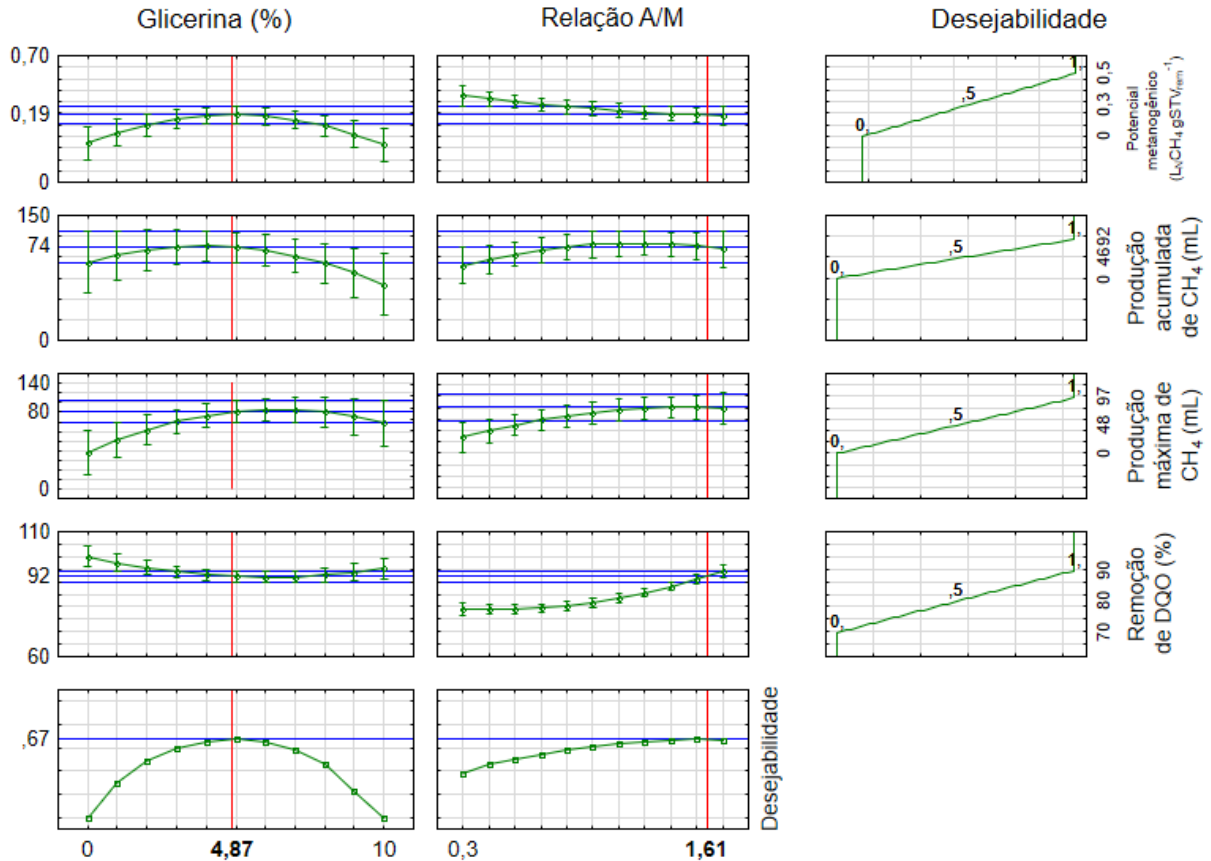 Glicerina (%)
Relação A/M
Desejabilidade
0,70
0,19
0
0,
,5
1,
0 0,3 0,5
Potencial
metanogênico
(LNCH4 gSTVrem-1)
150
74
0
0,
,5
1,
0 4692
Produção
acumulada
de CH4 (mL)
140
80
0
0,
,5
1,
0 48 97
Produção
máxima de
CH4 (mL)
110
92
60
0,
,5
1,
70 80 90
Remoção
de DQO (%)
,67
Desejabilidade
0
4,87
10
0,3
1,61